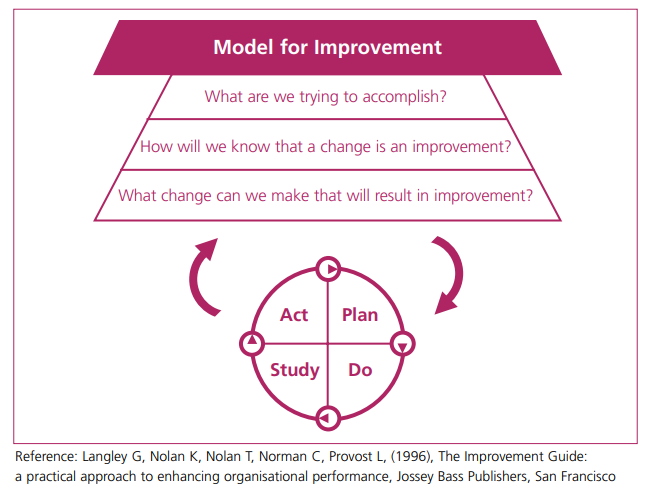 Model for Improvement
What are we trying to accomplish?
How will we know that a change is an improvement?
What change can we make that will result in improvement?
Act
Plan
Study
Do
Reference: Langley G, Nolan K, Nolan T, Norman C, Provost L, (1996), The Improvement Guide:
a practical approach to enhancing organisational performance, Jossey Bass Publishers, San Francisco